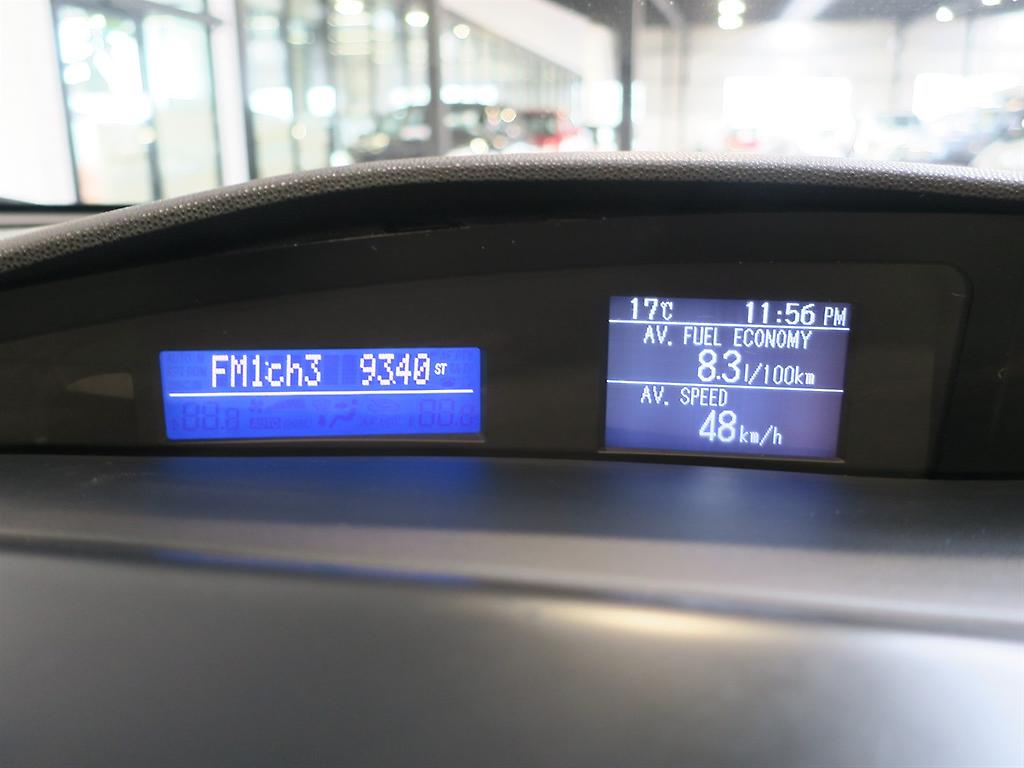 FM1ch3 9340 ST
17℃ 11:56 PM
AV. FUEL ECONOMY
8.3 l/100km
AV. SPEED
48 km/h